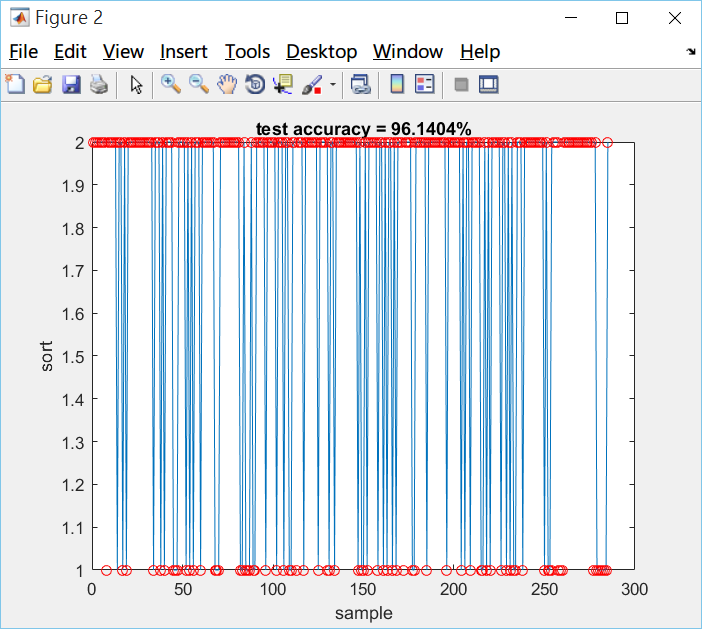 Figure 2
File Edit View Insert Tools Desktop Window Help
test accuracy = 96.1404%
2
1.9
1.8
1.7
1.6
1.5
1.4
1.3
1.2
1.1
1
sort
0 50 100 150 200 250 300
sample